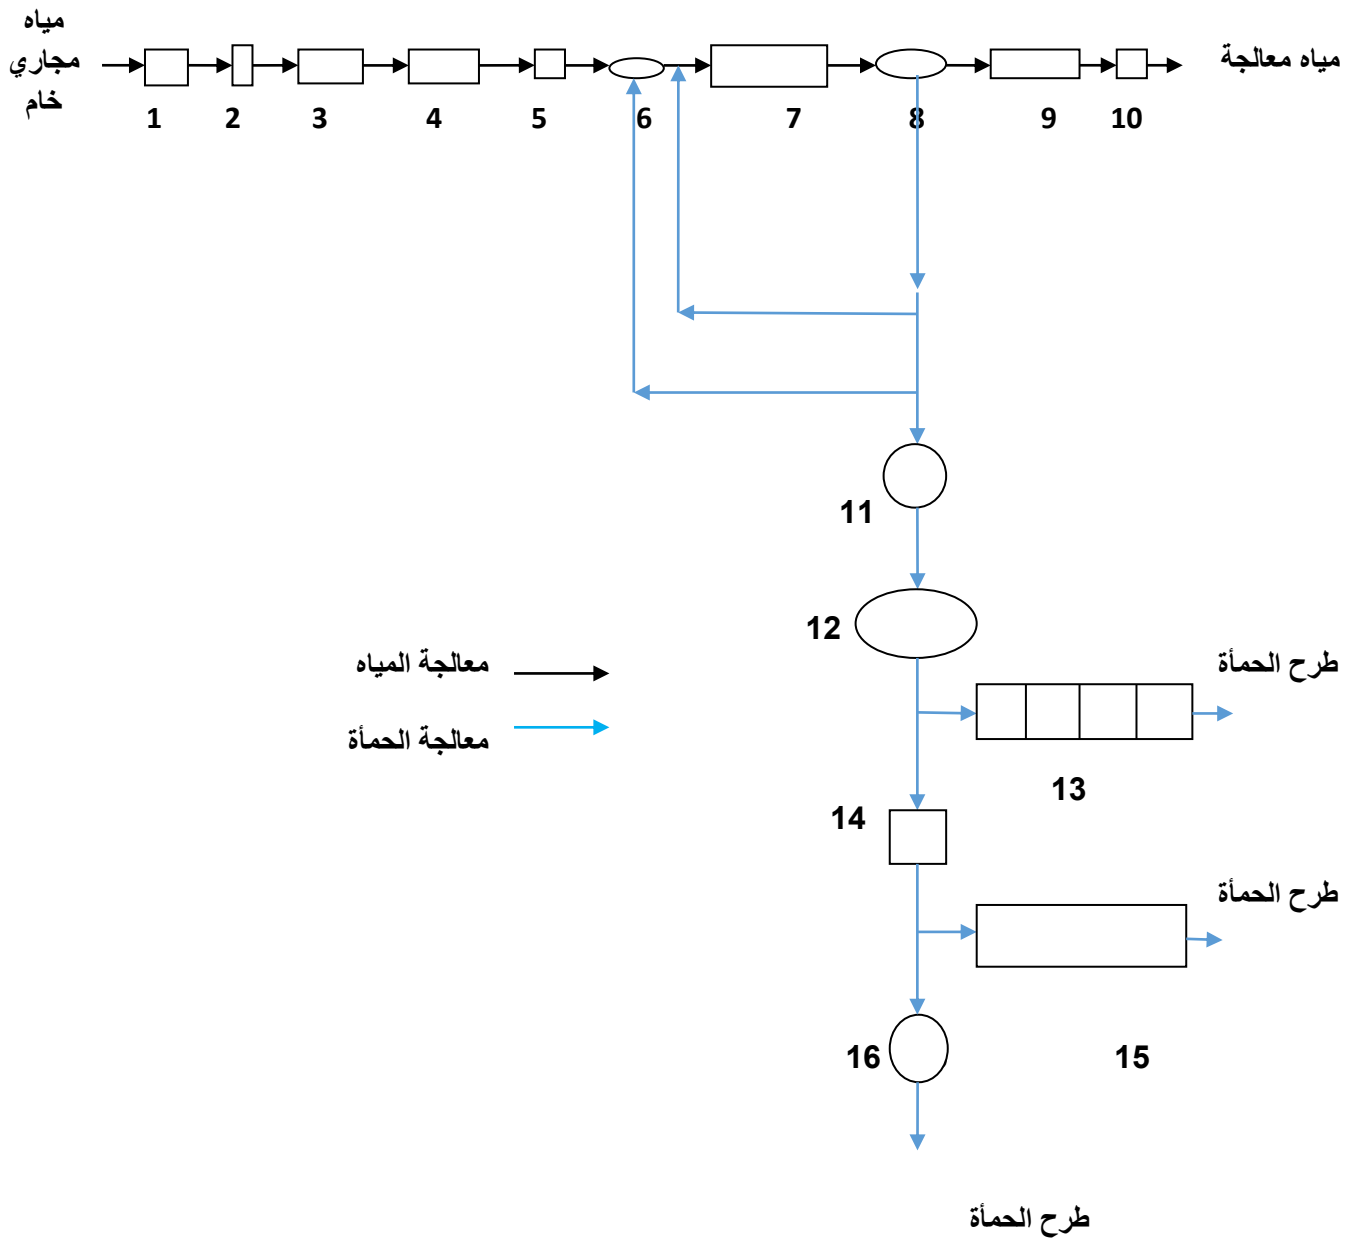 مياه
مجاري
خام
مياه معالجة
1 2 3 4 5 6 7 8 9 10
11
12
معالجة المياه
طرح الحمأة
معالجة الحمأة
13
14
طرح الحمأة
16
15
طرح الحمأة